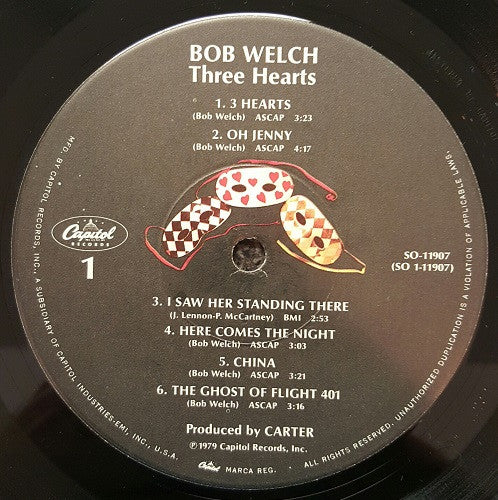 BOB WELCH
Three Hearts
1. 3 HEARTS
(Bob Welch) ASCAP 3:23
2. OH JENNY
(Bob Welch) ASCAP 4:17
Capitol
RECORDS
1
SO-11907
(SO 1-11907)
3. I SAW HER STANDING THERE
(J. Lennon-P. McCartney) BMI 2:53
4. HERE COMES THE NIGHT
(Bob Welch) ASCAP 3:03
5. CHINA
(Bob Welch) ASCAP 3:21
6. THE GHOST OF FLIGHT 401
(Bob Welch) ASCAP 3:16
Produced by CARTER
℗1979 Capitol Records, Inc.
Capitol MARCA REG.
MFD. BY CAPITOL RECORDS, INC., A SUBSIDIARY OF CAPITOL INDUSTRIES-EMI, INC., U.S.A.
ALL RIGHTS RESERVED. UNAUTHORIZED DUPLICATION IS A VIOLATION OF APPLICABLE LAWS.